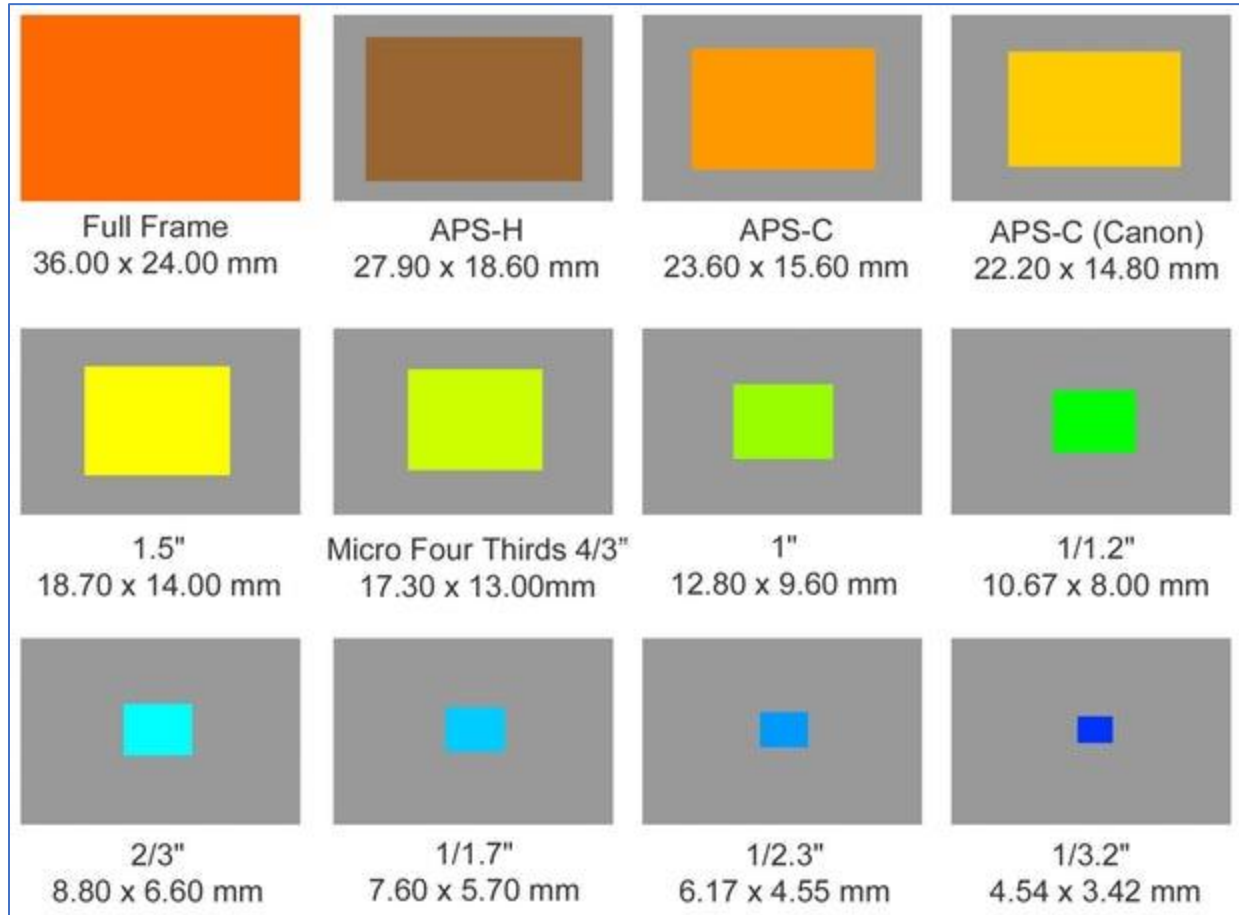 Full Frame
36.00 x 24.00 mm
APS-H
27.90 x 18.60 mm
APS-C
23.60 x 15.60 mm
APS-C (Canon)
22.20 x 14.80 mm
1.5"
18.70 x 14.00 mm
Micro Four Thirds 4/3”
17.30 x 13.00mm
1"
12.80 x 9.60 mm
1/1.2"
10.67 x 8.00 mm
2/3"
8.80 x 6.60 mm
1/1.7"
7.60 x 5.70 mm
1/2.3"
6.17 x 4.55 mm
1/3.2"
4.54 x 3.42 mm